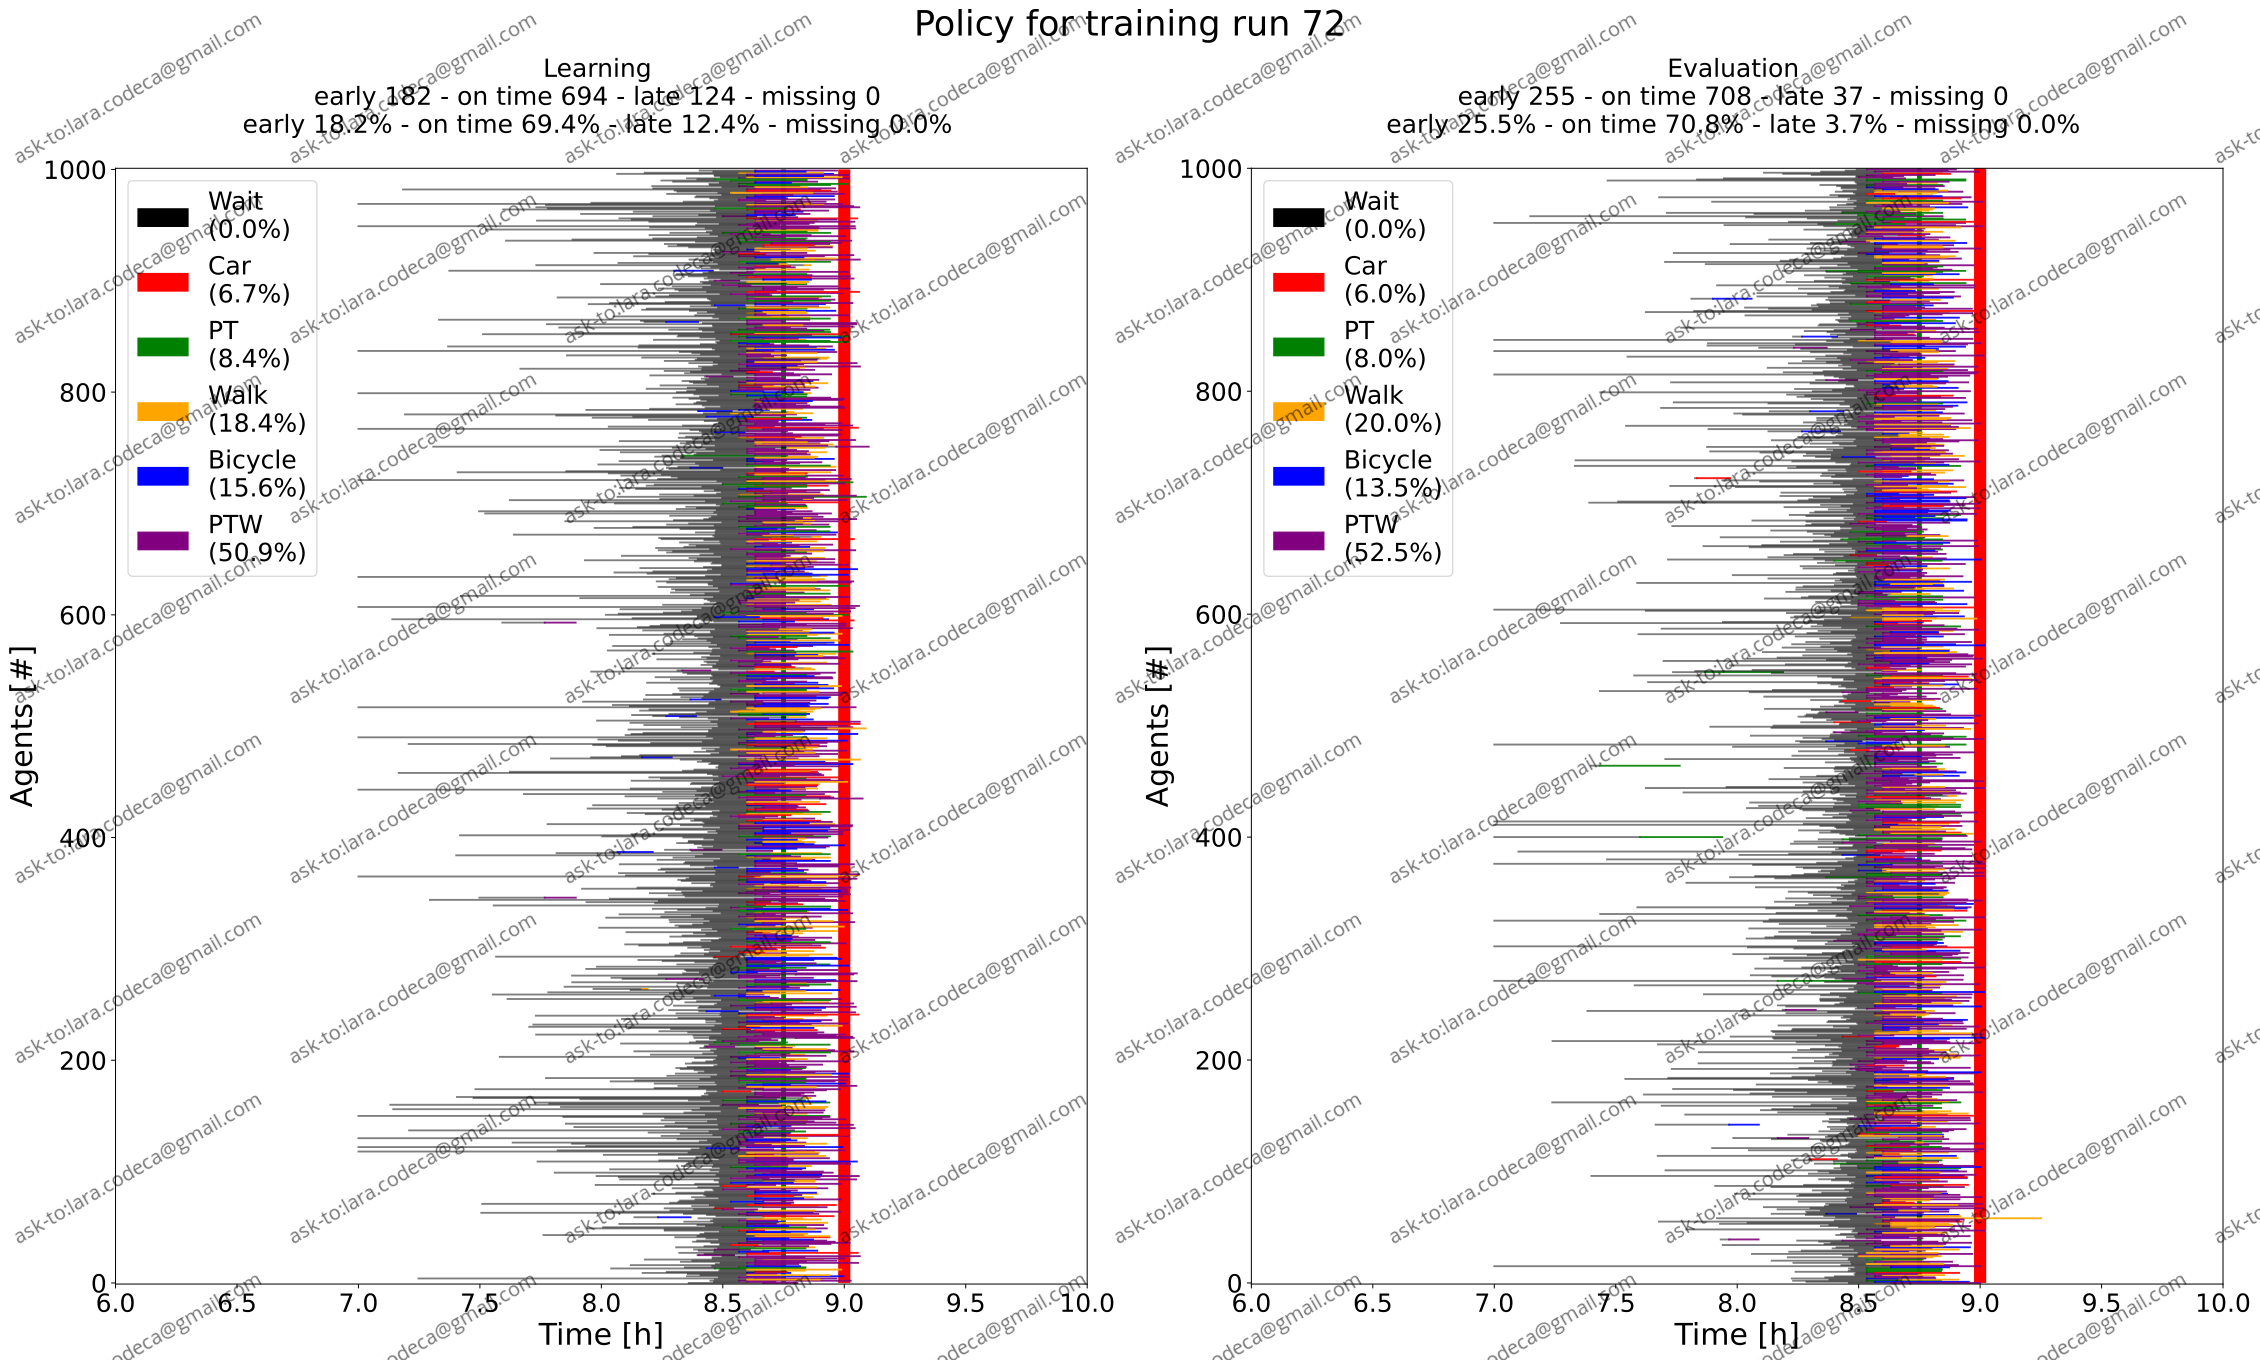 Policy for training run 72
Learning
early 182 - on time 694 - late 124 - missing 0
early 18.2% - on time 69.4% - late 12.4% - missing 0.0%
1000
800
600
400
200
0
Agents [#]
Wait
(0.0%)
Car
(6.7%)
PT
(8.4%)
Walk
(18.4%)
Bicycle
(15.6%)
PTW
(50.9%)
6.0 6.5 7.0 7.5 8.0 8.5 9.0 9.5 10.0
Time [h]
Evaluation
early 255 - on time 708 - late 37 - missing 0
early 25.5% - on time 70.8% - late 3.7% - missing 0.0%
1000
800
600
400
200
0
Agents [#]
Wait
(0.0%)
Car
(6.0%)
PT
(8.0%)
Walk
(20.0%)
Bicycle
(13.5%)
PTW
(52.5%)
6.0 6.5 7.0 7.5 8.0 8.5 9.0 9.5 10.0
Time [h]
ask-to:lara.codeca@gmail.com